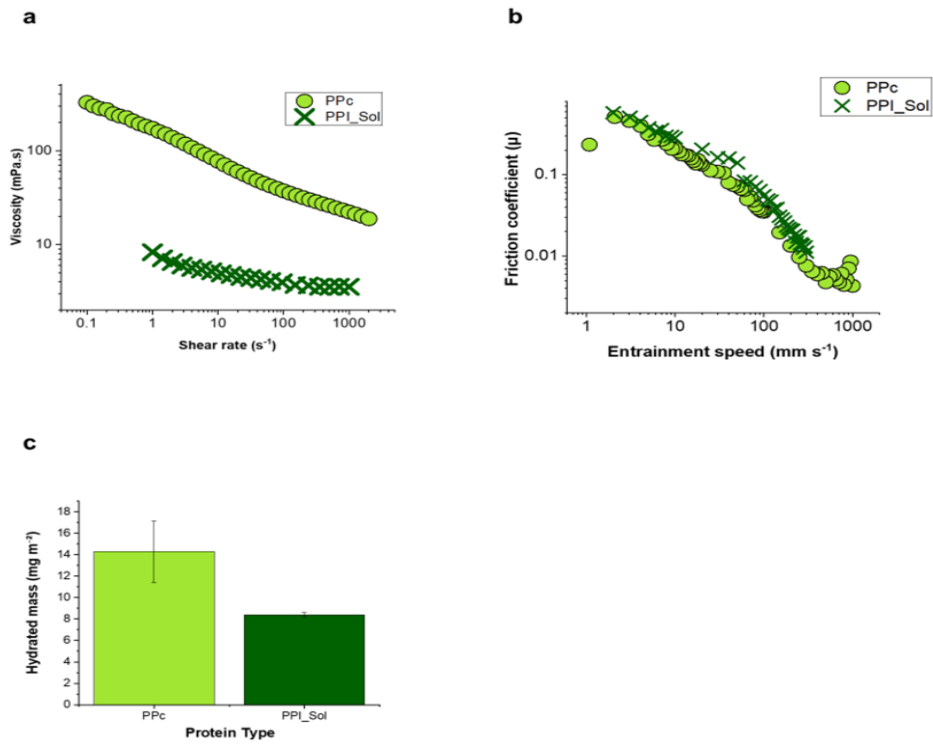 a
PPc
PPI_Sol
Viscosity (mPa.s)
100
10
0.1 1 10 100 1000
Shear rate (s⁻¹)
b
PPc
PPI_Sol
Friction coefficient (µ)
0.1
0.01
1 10 100 1000
Entrainment speed (mm s⁻¹)
c
Hydrated mass (mg m⁻²)
18
16
14
12
10
8
6
4
2
0
PPc PPI_Sol
Protein Type